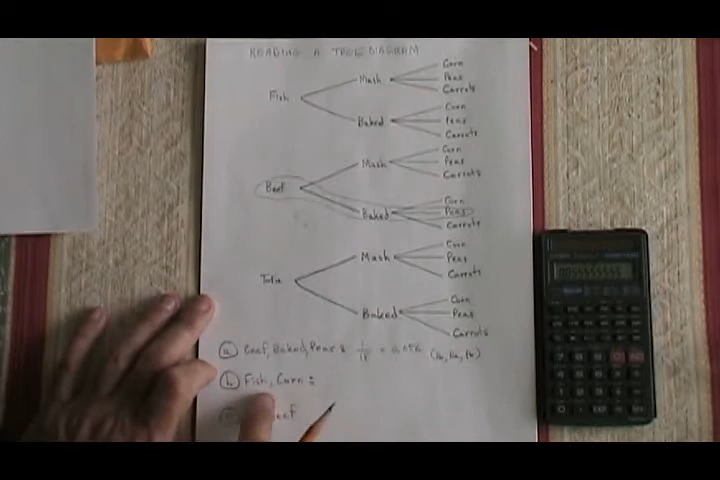 READING A TREE DIAGRAM
Corn
Mash Peas
Carrots
Fish
Corn
Baked Peas
Carrots
Corn
Mash Peas
Carrots
Beef
Corn
Baked Peas
Carrots
Corn
Mash Peas
Carrots
Tofu
Corn
Baked Peas
Carrots
a Beef, Baked, Peas : 1/18 = 0.056
b Fish, Corn :